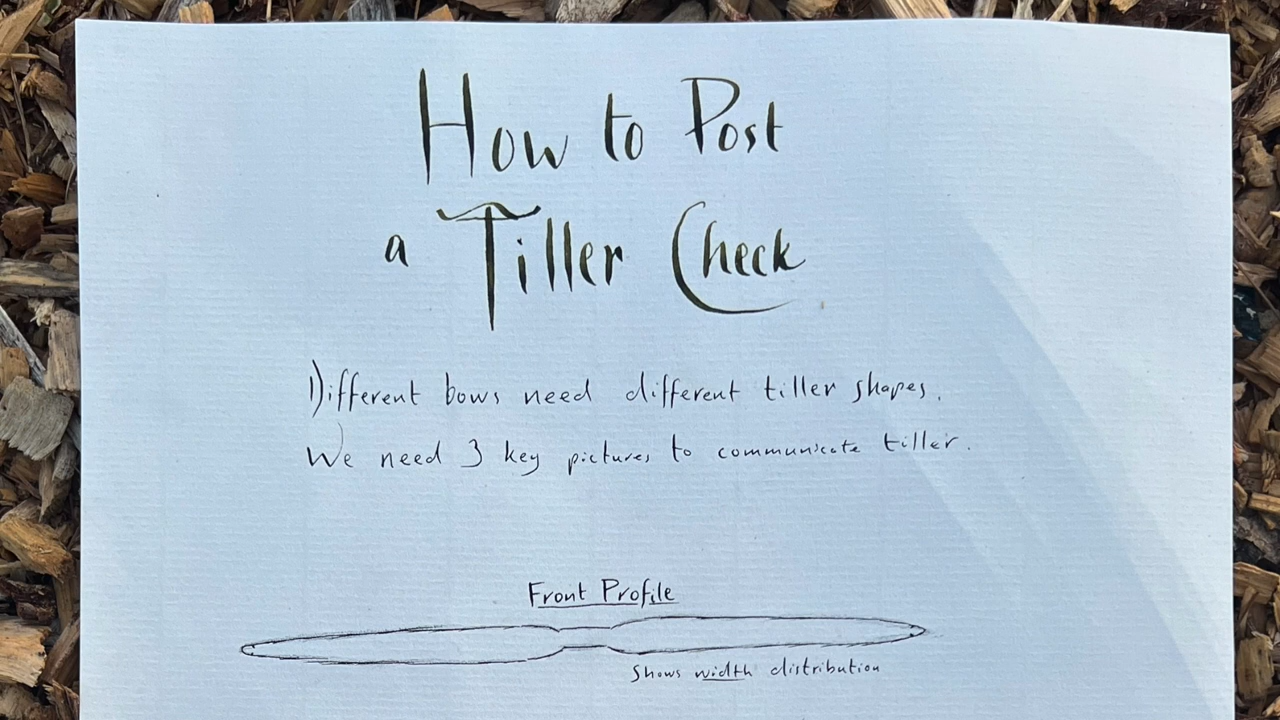 How to Post
a Tiller Check
Different bows need different tiller shapes.
We need 3 key pictures to communicate tiller.
Front Profile
Shows width distribution